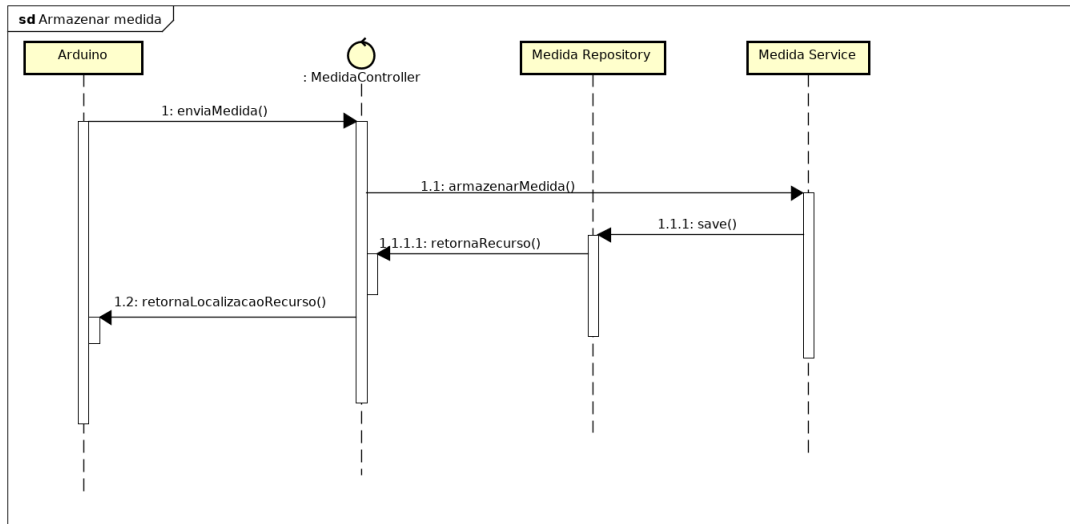 sd Armazenar medida
Arduino
: MedidaController
Medida Repository
Medida Service
1: enviaMedida()
1.1: armazenarMedida()
1.1.1: save()
1.1.1.1: retornaRecurso()
1.2: retornaLocalizacaoRecurso()